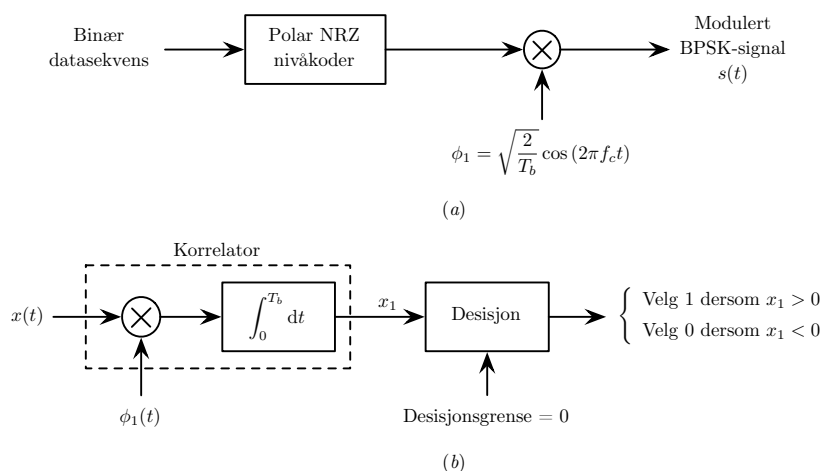 Binær
datasekvens
Polar NRZ
nivåkoder
Modulert
BPSK-signal
s(t)
ϕ₁ = √(2/T_b) cos (2πf_c t)
(a)
Korrelator
x(t)
∫₀^{T_b} dt
x₁
Desisjon
Velg 1 dersom x₁ > 0
Velg 0 dersom x₁ < 0
ϕ₁(t)
Desisjonsgrense = 0
(b)